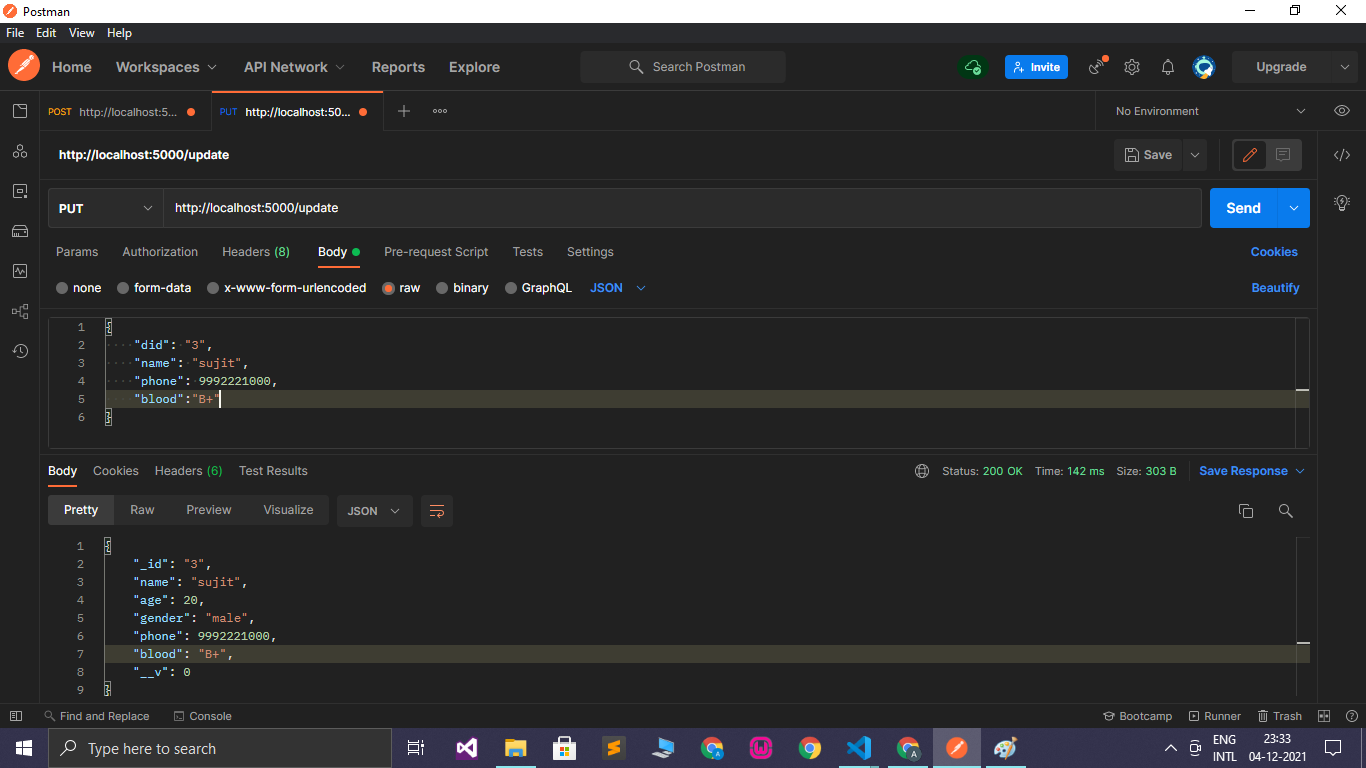 Postman
File Edit View Help
Home Workspaces API Network Reports Explore Search Postman Invite Upgrade
POST http://localhost:5... PUT http://localhost:50... No Environment
http://localhost:5000/update Save
PUT http://localhost:5000/update Send
Params Authorization Headers (8) Body Pre-request Script Tests Settings Cookies
none form-data x-www-form-urlencoded raw binary GraphQL JSON Beautify
1 {
2 "did": "3",
3 "name": "sujit",
4 "phone": 9992221000,
5 "blood":"B+"
6 }
Body Cookies Headers (6) Test Results Status: 200 OK Time: 142 ms Size: 303 B Save Response
Pretty Raw Preview Visualize JSON
1 {
2 "_id": "3",
3 "name": "sujit",
4 "age": 20,
5 "gender": "male",
6 "phone": 9992221000,
7 "blood": "B+",
8 "__v": 0
9 }
Find and Replace Console Bootcamp Runner Trash
Type here to search ENG 23:33
INTL 04-12-2021